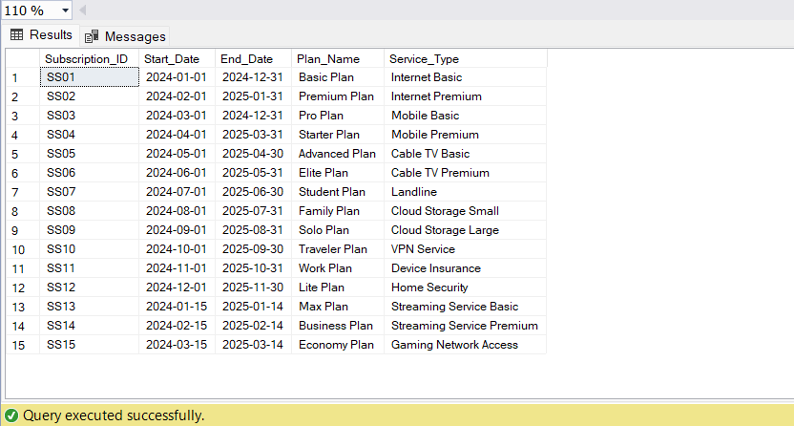 110 %
Results Messages
Subscription_ID Start_Date End_Date Plan_Name Service_Type
1 SS01 2024-01-01 2024-12-31 Basic Plan Internet Basic
2 SS02 2024-02-01 2025-01-31 Premium Plan Internet Premium
3 SS03 2024-03-01 2024-12-31 Pro Plan Mobile Basic
4 SS04 2024-04-01 2025-03-31 Starter Plan Mobile Premium
5 SS05 2024-05-01 2025-04-30 Advanced Plan Cable TV Basic
6 SS06 2024-06-01 2025-05-31 Elite Plan Cable TV Premium
7 SS07 2024-07-01 2025-06-30 Student Plan Landline
8 SS08 2024-08-01 2025-07-31 Family Plan Cloud Storage Small
9 SS09 2024-09-01 2025-08-31 Solo Plan Cloud Storage Large
10 SS10 2024-10-01 2025-09-30 Traveler Plan VPN Service
11 SS11 2024-11-01 2025-10-31 Work Plan Device Insurance
12 SS12 2024-12-01 2025-11-30 Lite Plan Home Security
13 SS13 2024-01-15 2025-01-14 Max Plan Streaming Service Basic
14 SS14 2024-02-15 2025-02-14 Business Plan Streaming Service Premium
15 SS15 2024-03-15 2025-03-14 Economy Plan Gaming Network Access
Query executed successfully.